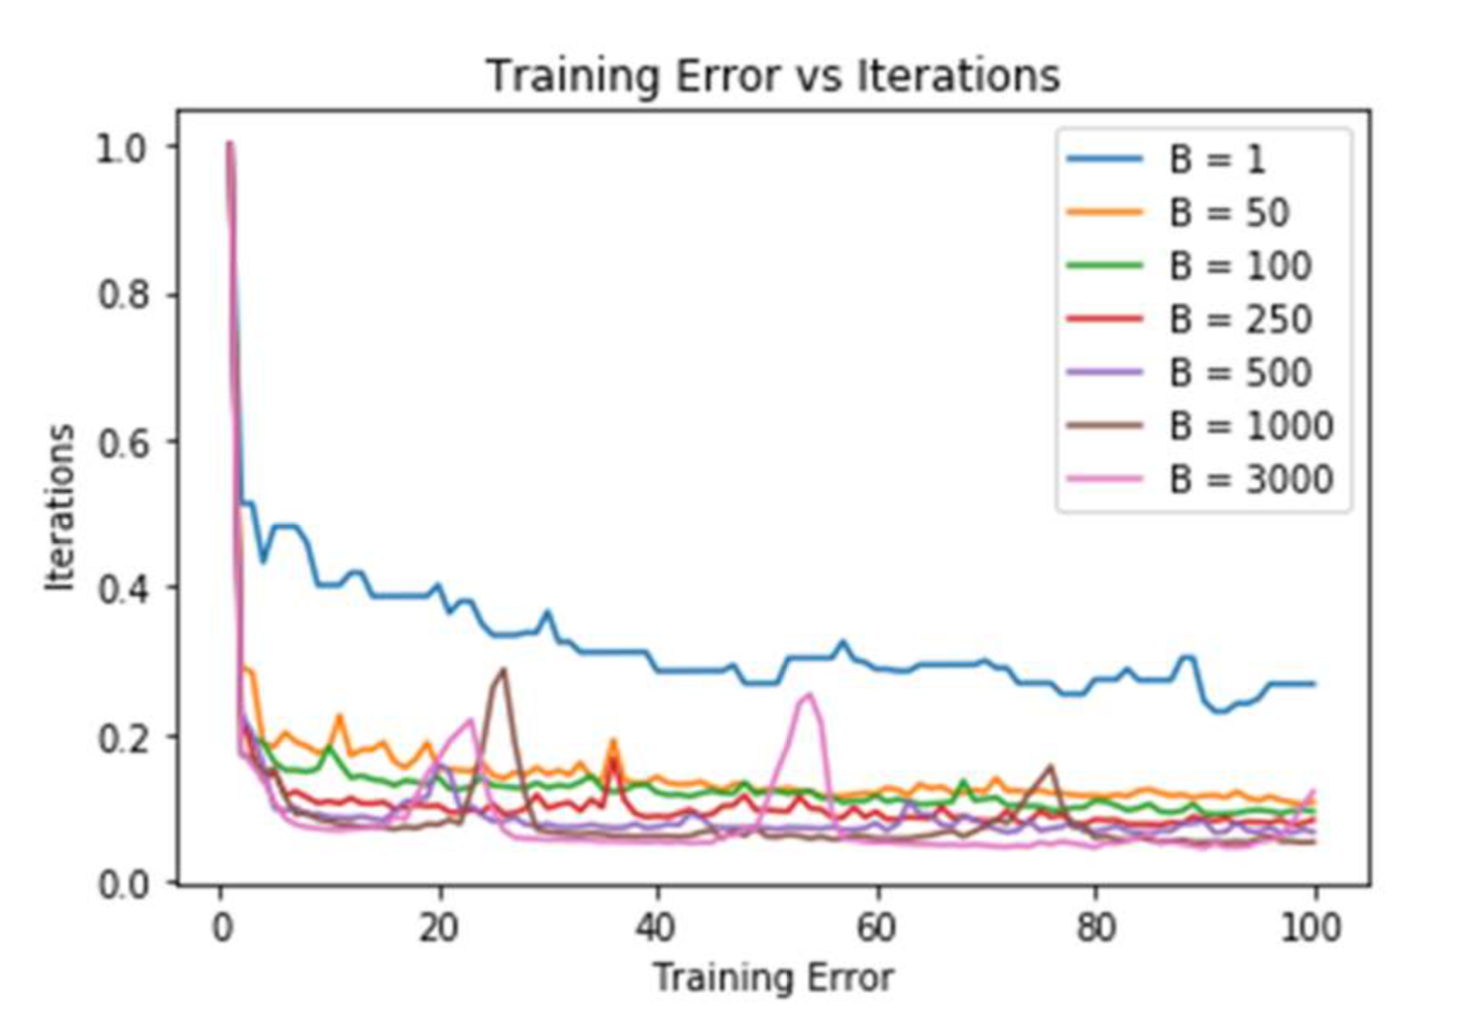 Training Error vs Iterations
1.0
0.8
0.6
0.4
0.2
0.0
Iterations
B = 1
B = 50
B = 100
B = 250
B = 500
B = 1000
B = 3000
0 20 40 60 80 100
Training Error